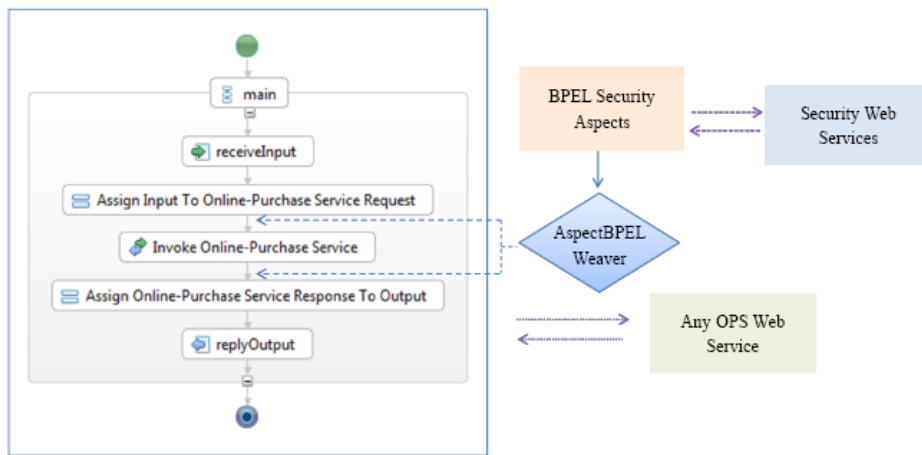 main
receiveInput
Assign Input To Online-Purchase Service Request
Invoke Online-Purchase Service
Assign Online-Purchase Service Response To Output
replyOutput
BPEL Security
Aspects
Security Web
Services
AspectBPEL
Weaver
Any OPS Web
Service